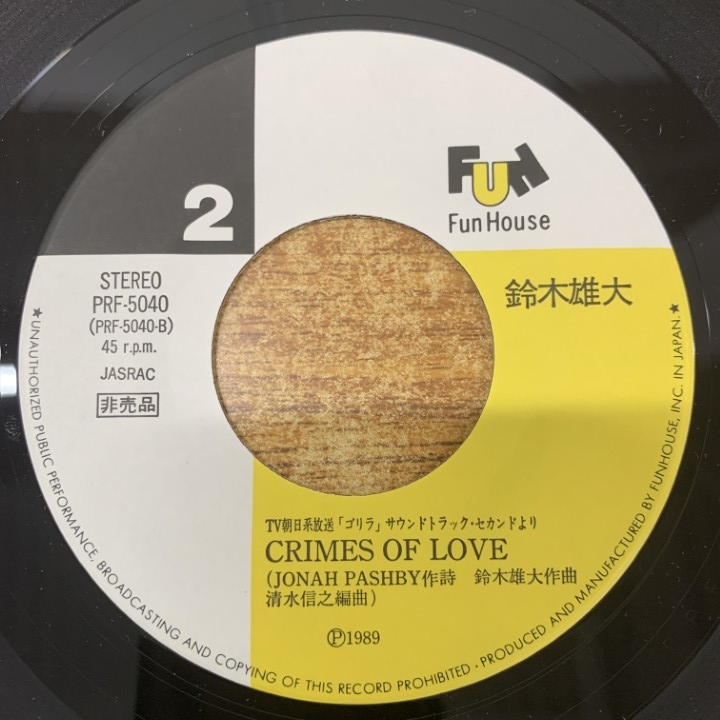 2
FUN
Fun House
STEREO
PRF-5040
(PRF-5040-B)
45 r.p.m.
JASRAC
非売品
鈴木雄大
TV朝日系放送「ゴリラ」サウンドトラック・セカンドより
CRIMES OF LOVE
(JONAH PASHBY作詩 鈴木雄大作曲
清水信之編曲)
Ⓟ1989
★UNAUTHORIZED PUBLIC PERFORMANCE, BROADCASTING AND COPYING OF THIS RECORD PROHIBITED・PRODUCED AND MANUFACTURED BY FUNHOUSE, INC. IN JAPAN.★